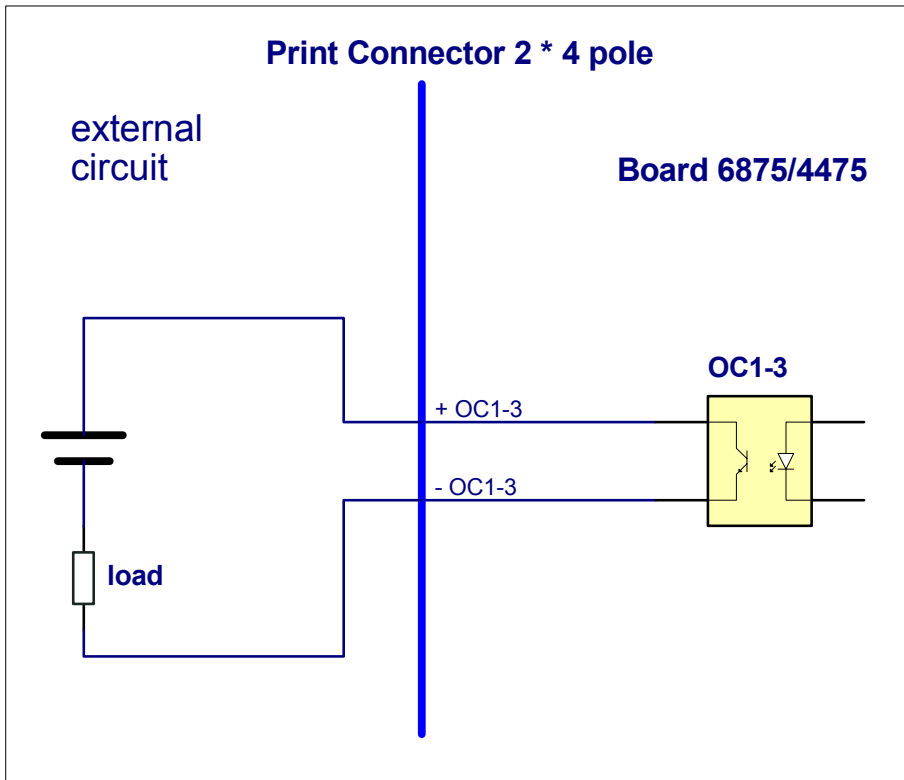 Print Connector 2 * 4 pole
external
circuit
Board 6875/4475
OC1-3
+ OC1-3
- OC1-3
load